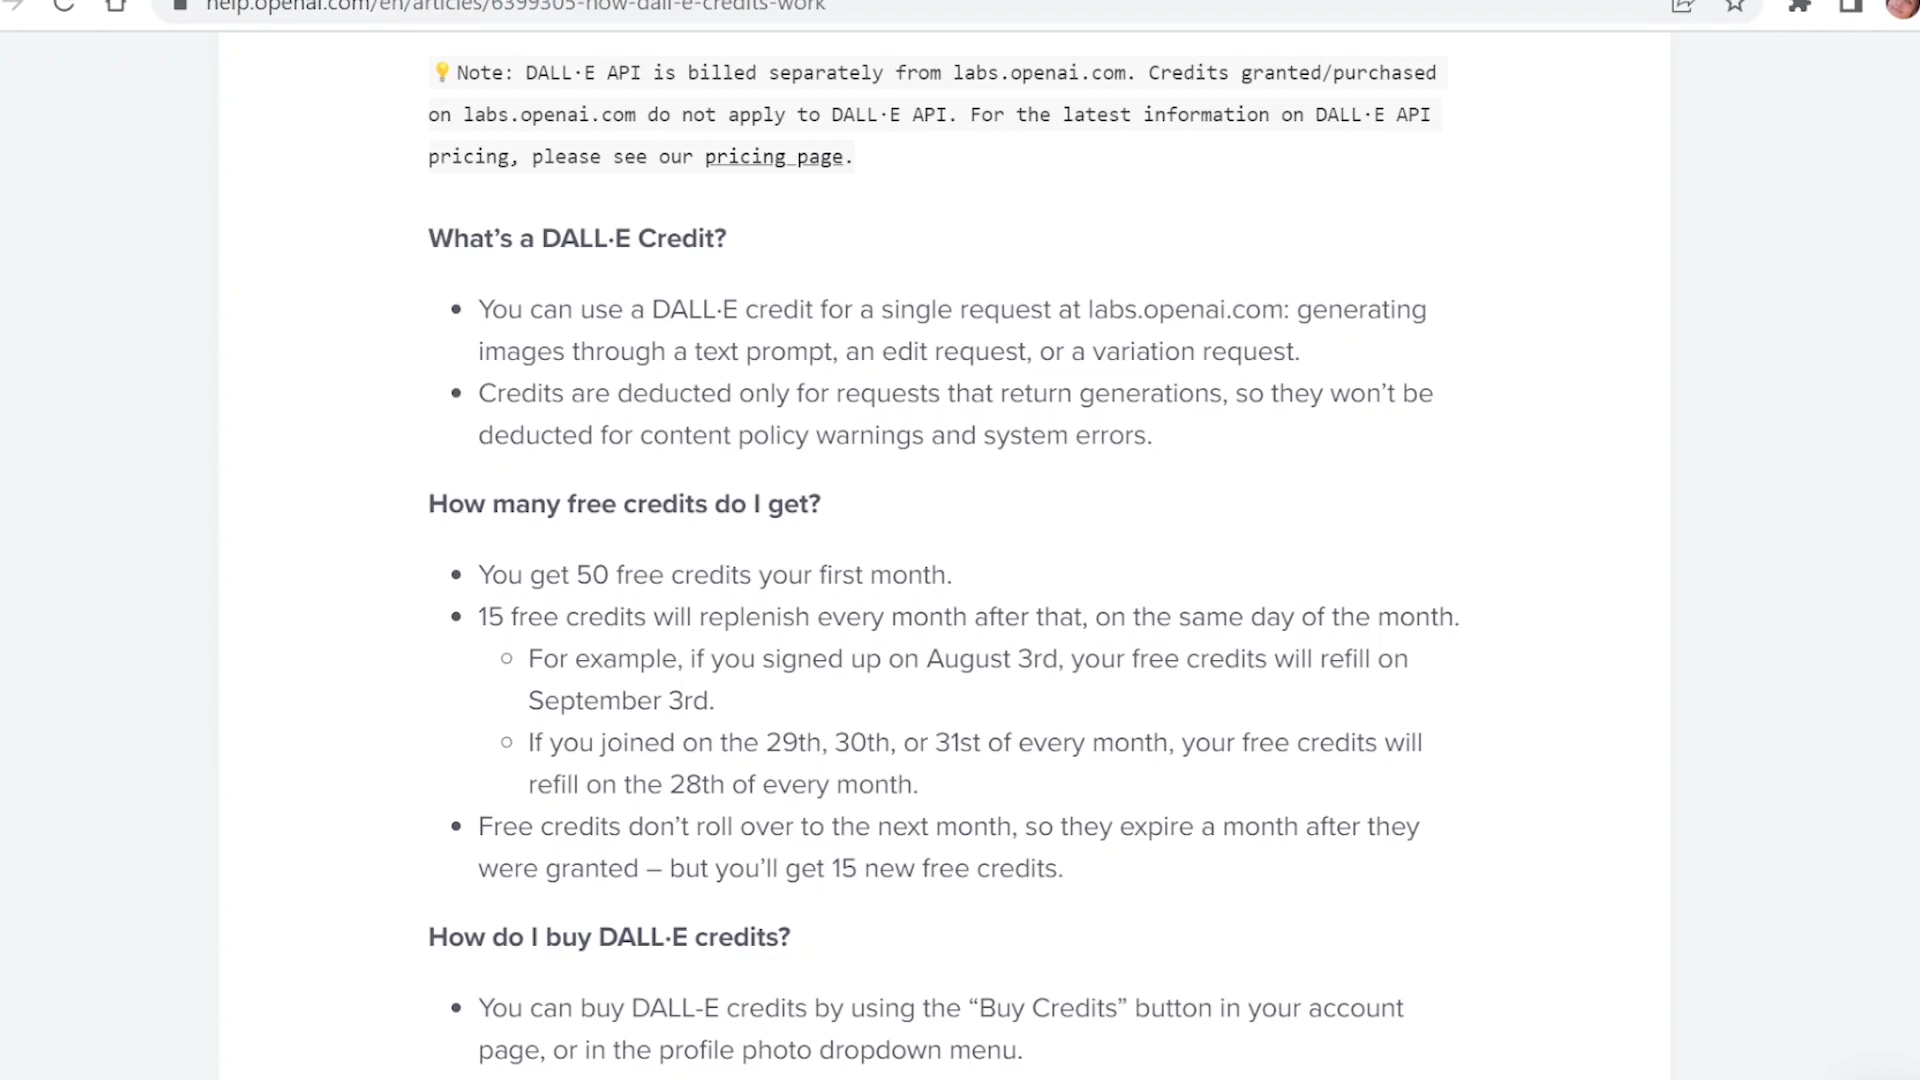 help.openai.com/en/articles/6399305-how-dall-e-credits-work
Note: DALL·E API is billed separately from labs.openai.com. Credits granted/purchased
on labs.openai.com do not apply to DALL·E API. For the latest information on DALL·E API
pricing, please see our pricing page.
What’s a DALL·E Credit?
• You can use a DALL·E credit for a single request at labs.openai.com: generating
images through a text prompt, an edit request, or a variation request.
• Credits are deducted only for requests that return generations, so they won’t be
deducted for content policy warnings and system errors.
How many free credits do I get?
• You get 50 free credits your first month.
• 15 free credits will replenish every month after that, on the same day of the month.
○ For example, if you signed up on August 3rd, your free credits will refill on
September 3rd.
○ If you joined on the 29th, 30th, or 31st of every month, your free credits will
refill on the 28th of every month.
• Free credits don’t roll over to the next month, so they expire a month after they
were granted – but you’ll get 15 new free credits.
How do I buy DALL·E credits?
• You can buy DALL-E credits by using the “Buy Credits” button in your account
page, or in the profile photo dropdown menu.